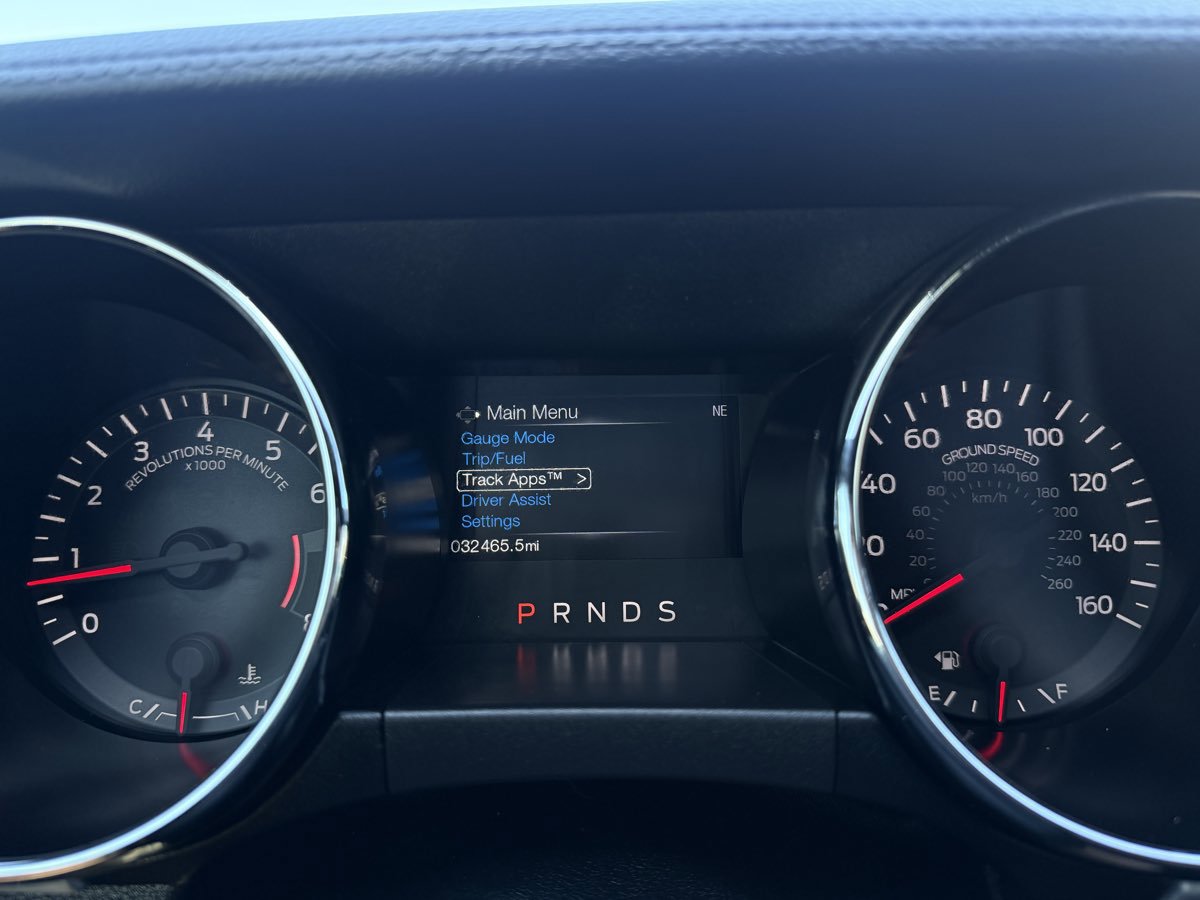 Main Menu NE
Gauge Mode
Trip/Fuel
Track Apps™ >
Driver Assist
Settings
032465.5mi
P R N D S
0
1
2
3
4
5
6
REVOLUTIONS PER MINUTE
x1000
C H
40
60
80
100
120
140
160
GROUND SPEED
20
40
60
80
100
120
140
160
180
200
220
240
260
km/h
E F